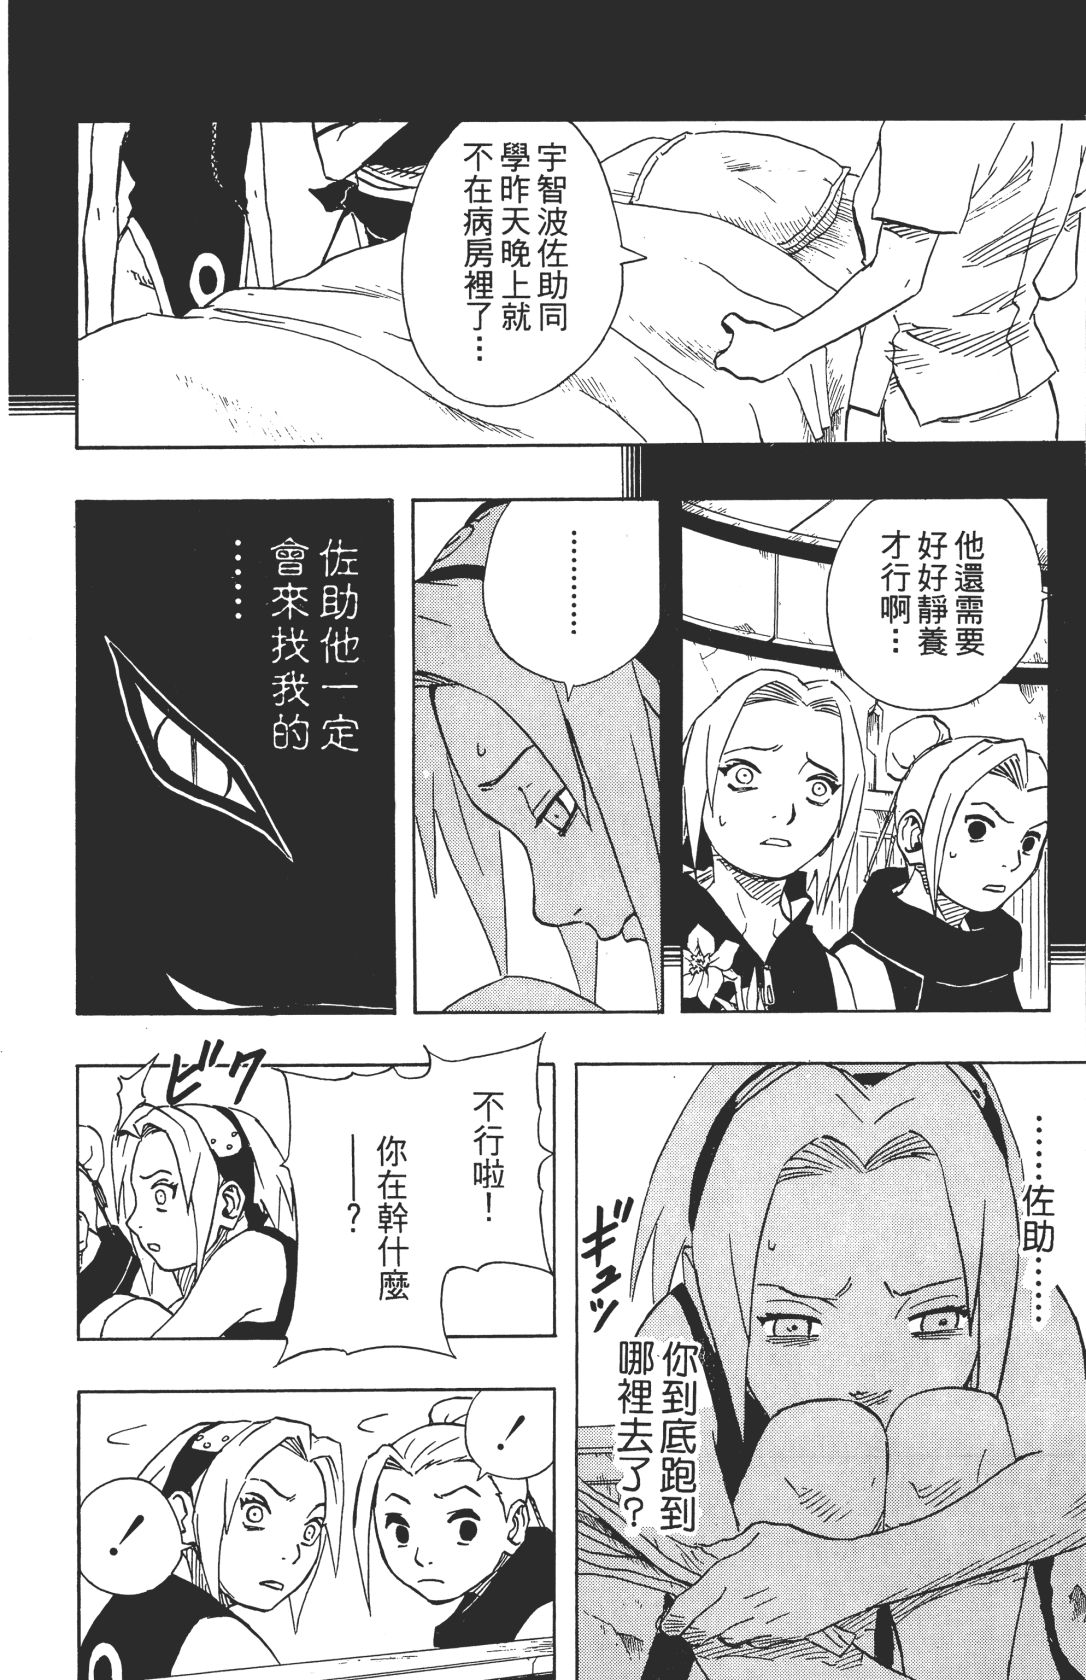 宇智波佐助同
學昨天晚上就
不在病房裡了…
他還需要
好好靜養
才行啊…
………
佐助他一定
會來找我的
……
……佐助……
ギュッ
你到底跑到
哪裡去了?
不行啦!
你在幹什麼
——?
ビク
!
!